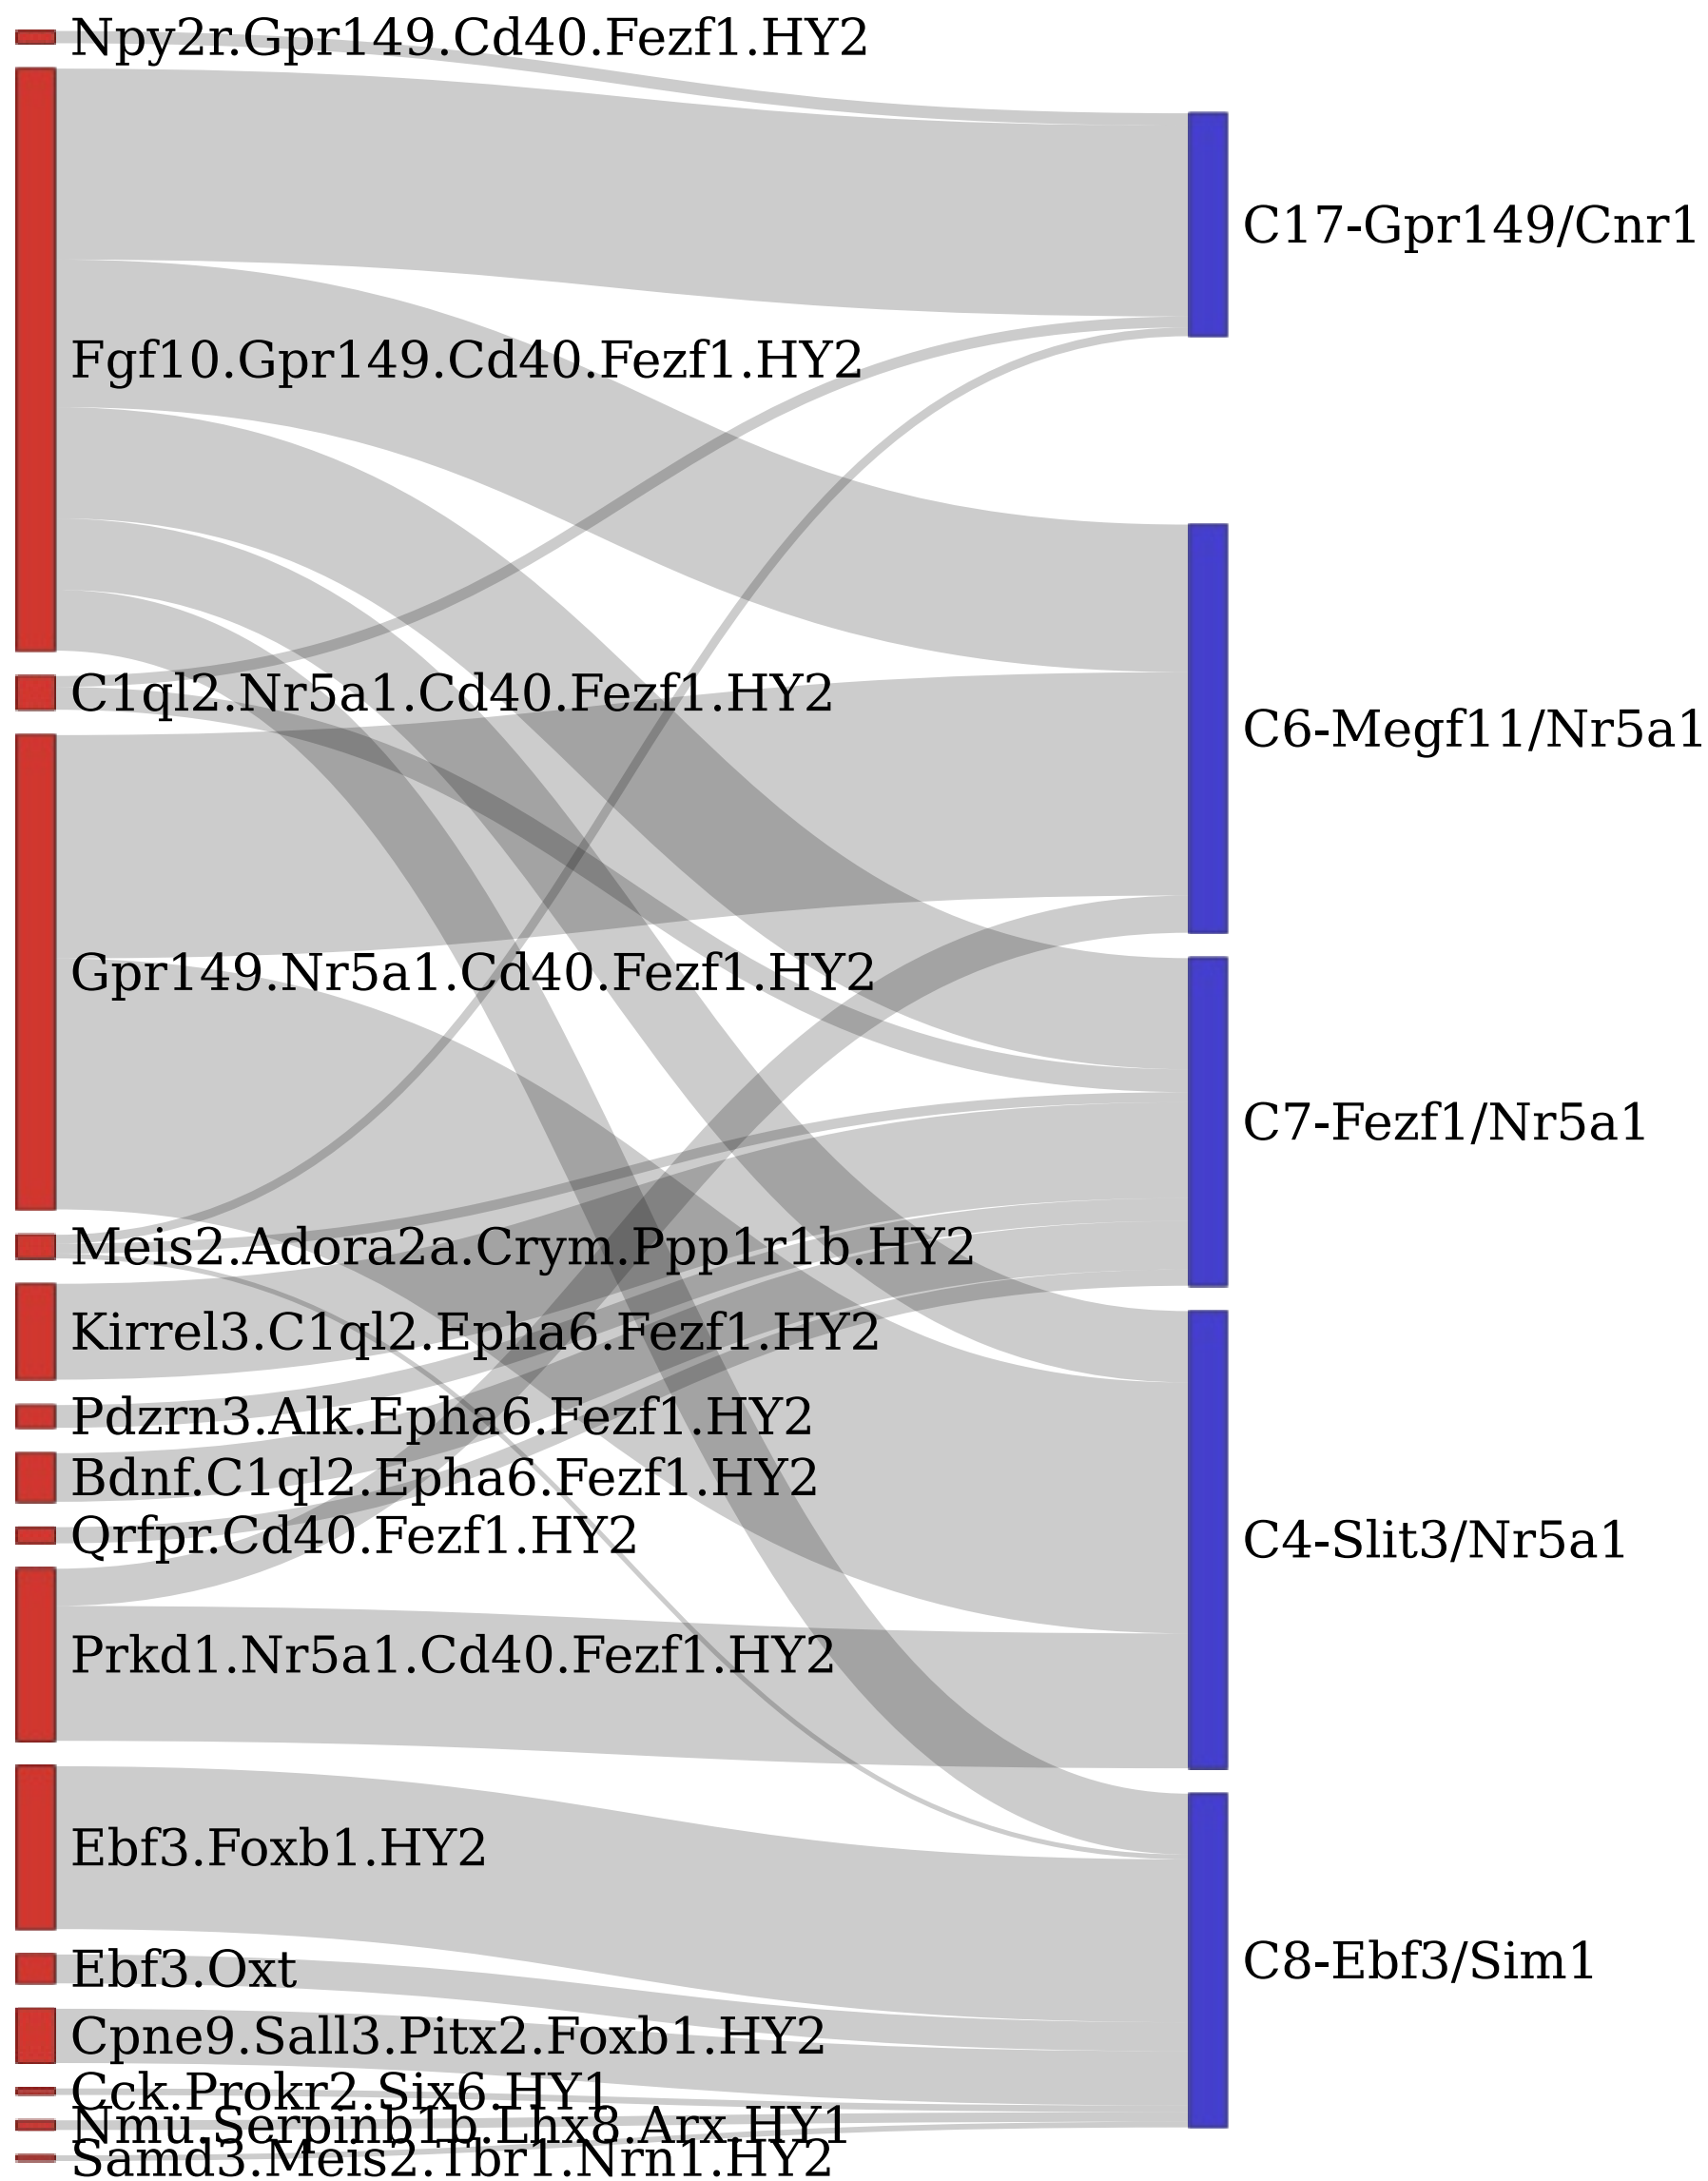 Npy2r.Gpr149.Cd40.Fezf1.HY2
Fgf10.Gpr149.Cd40.Fezf1.HY2
C1ql2.Nr5a1.Cd40.Fezf1.HY2
Gpr149.Nr5a1.Cd40.Fezf1.HY2
Meis2.Adora2a.Crym.Ppp1r1b.HY2
Kirrel3.C1ql2.Epha6.Fezf1.HY2
Pdzrn3.Alk.Epha6.Fezf1.HY2
Bdnf.C1ql2.Epha6.Fezf1.HY2
Qrfpr.Cd40.Fezf1.HY2
Prkd1.Nr5a1.Cd40.Fezf1.HY2
Ebf3.Foxb1.HY2
Ebf3.Oxt
Cpne9.Sall3.Pitx2.Foxb1.HY2
Cck.Prokr2.Six6.HY1
Nmu.Serpinb1b.Lhx8.Arx.HY1
Samd3.Meis2.Tbr1.Nrn1.HY2
C17-Gpr149/Cnr1
C6-Megf11/Nr5a1
C7-Fezf1/Nr5a1
C4-Slit3/Nr5a1
C8-Ebf3/Sim1